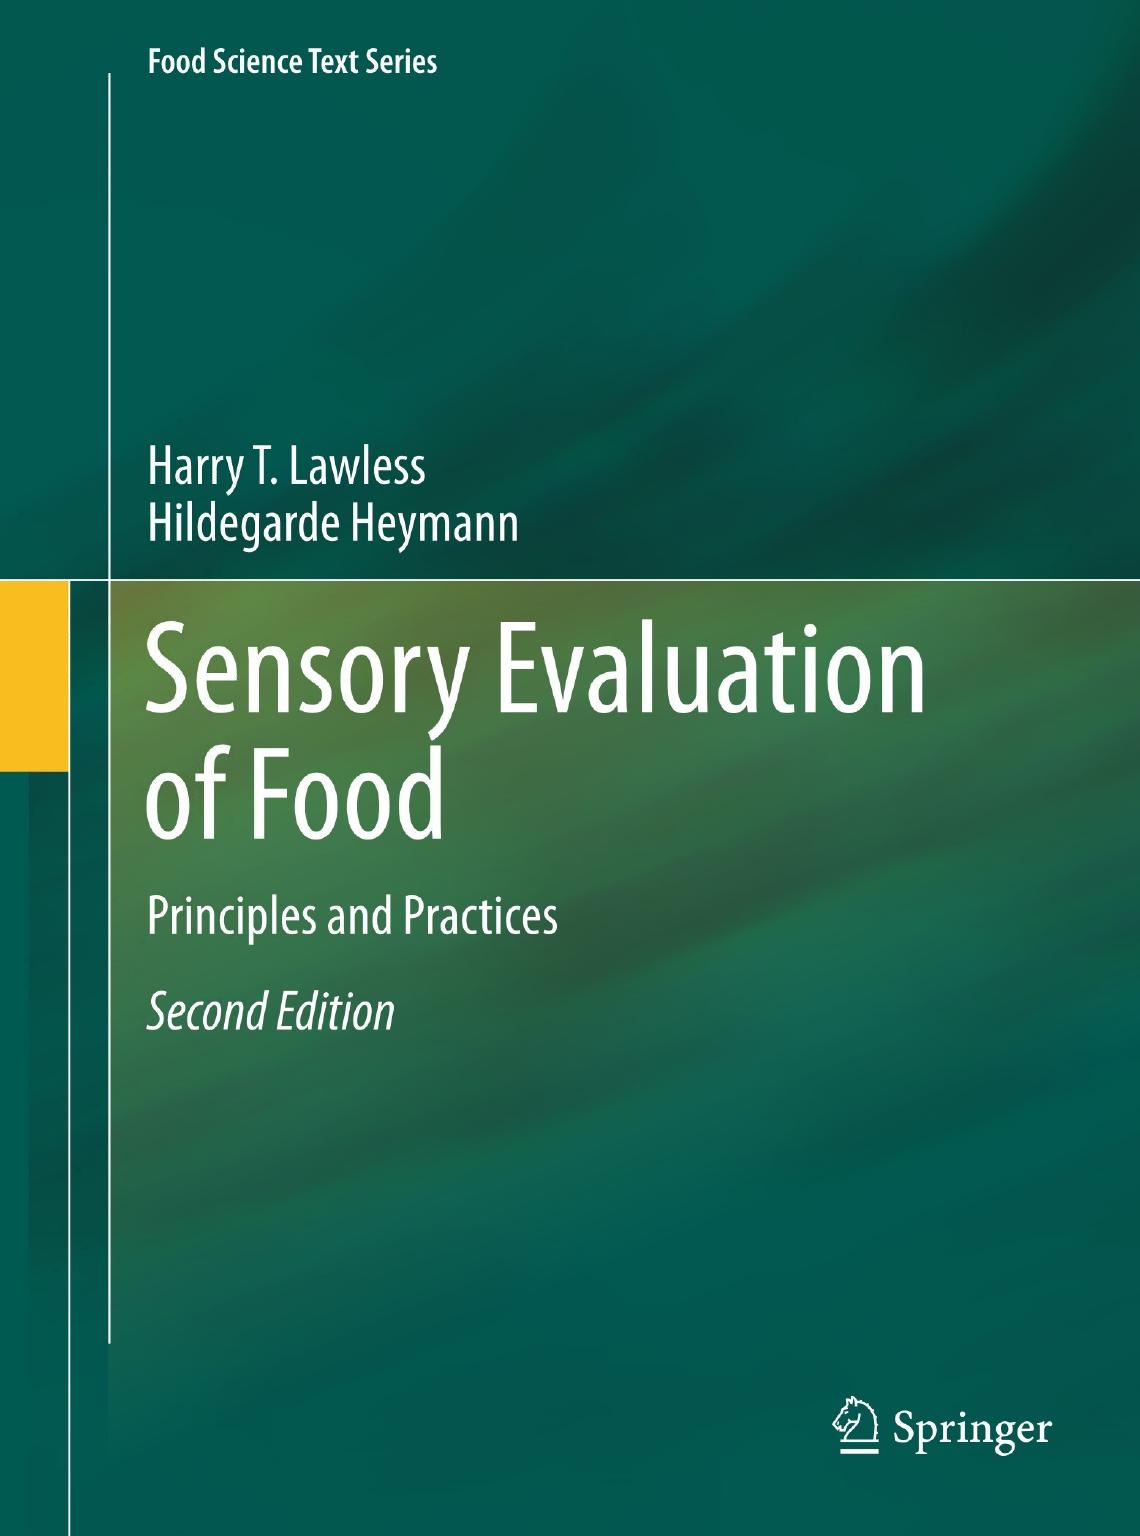 Food Science Text Series
Harry T. Lawless
Hildegarde Heymann
Sensory Evaluation
of Food
Principles and Practices
Second Edition
Springer